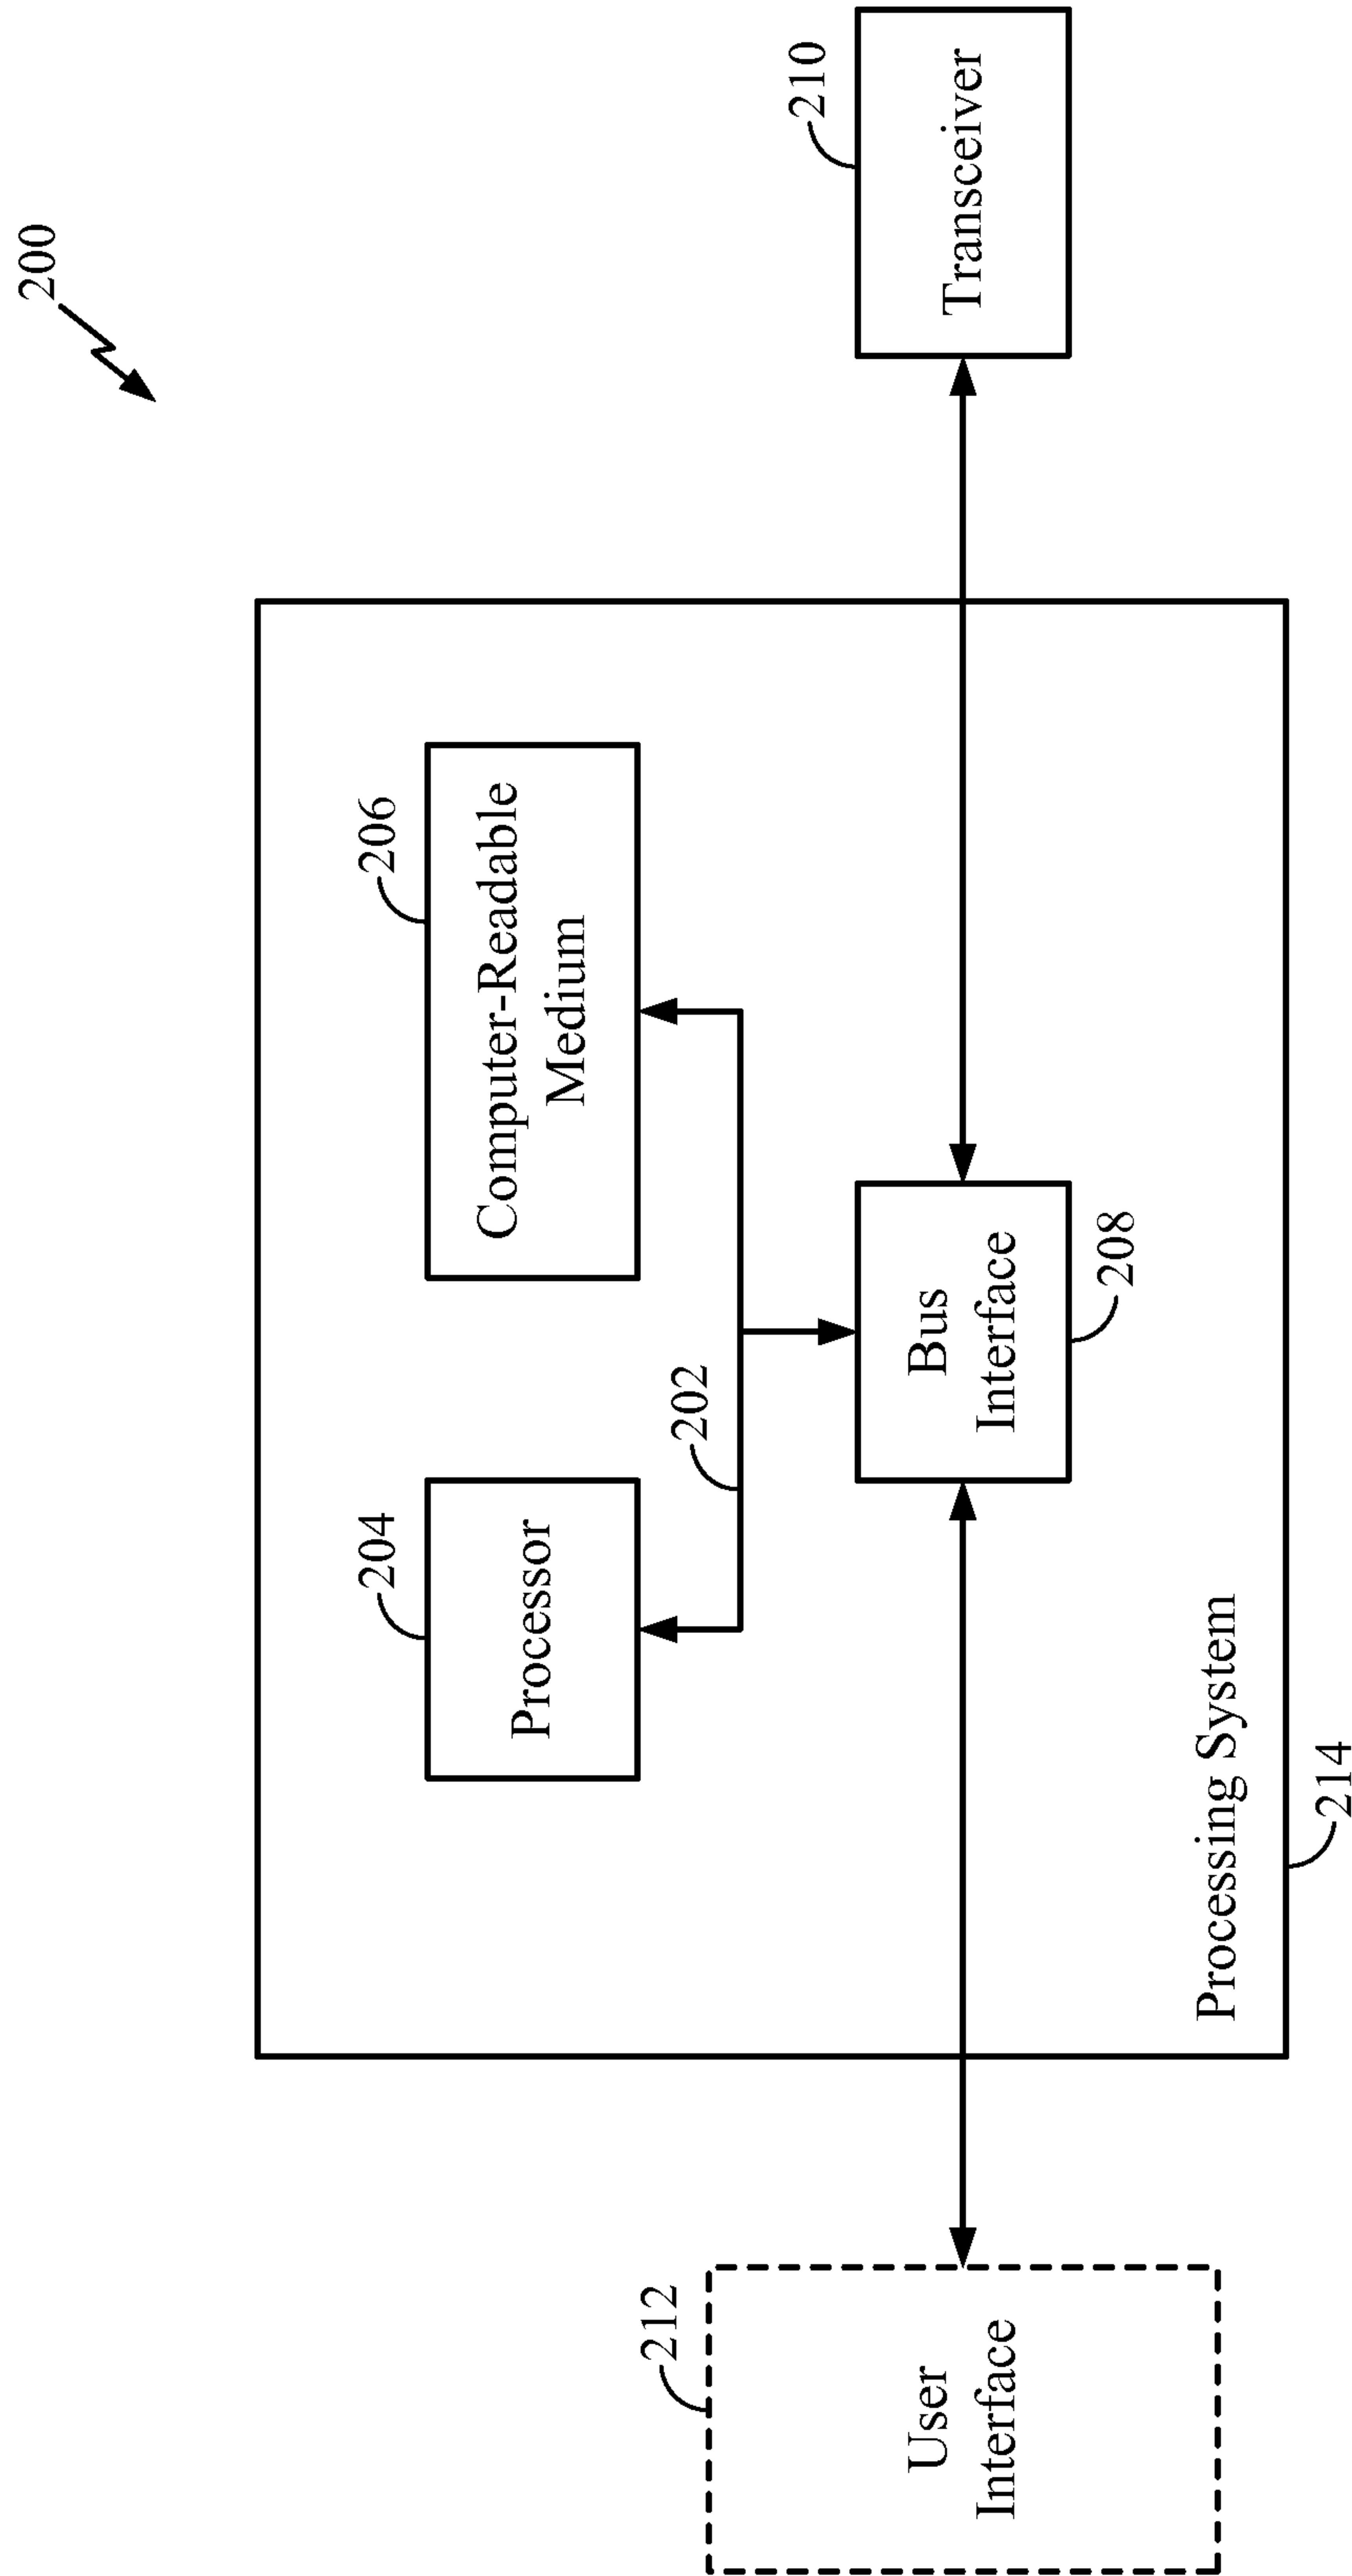 200
204
Processor
206
Computer-Readable
Medium
202
212
User
Interface
Bus
Interface
208
210
Transceiver
Processing System
214